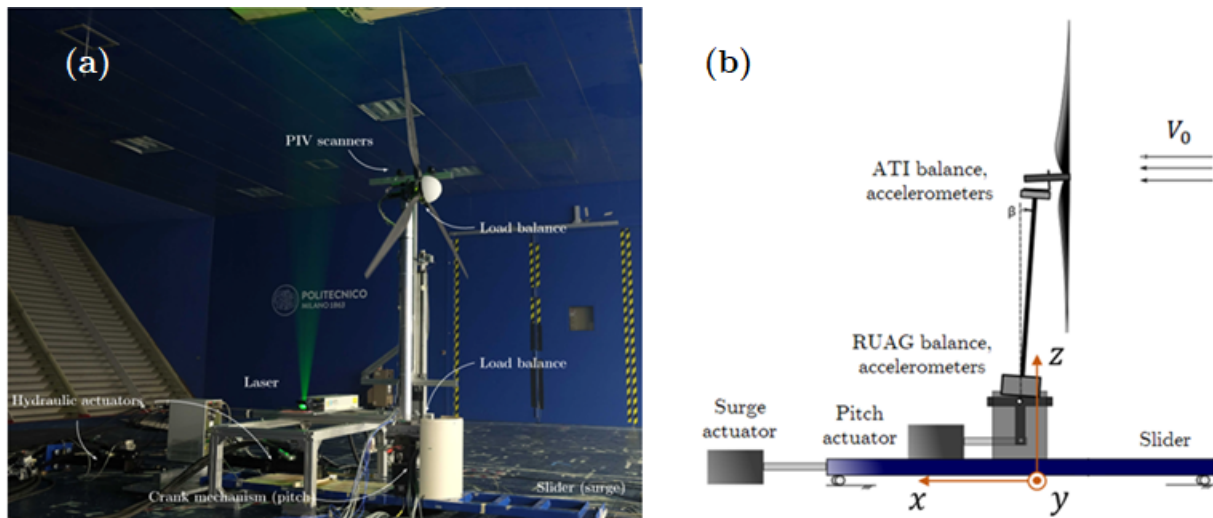 (a)
PIV scanners
Load balance
POLITECNICO
MILANO 1863
Load balance
Laser
Hydraulic actuators
Crank mechanism (pitch)
Slider (surge)
(b)
V0
ATI balance,
accelerometers
β
RUAG balance,
accelerometers
z
Surge
actuator
Pitch
actuator
Slider
x
y